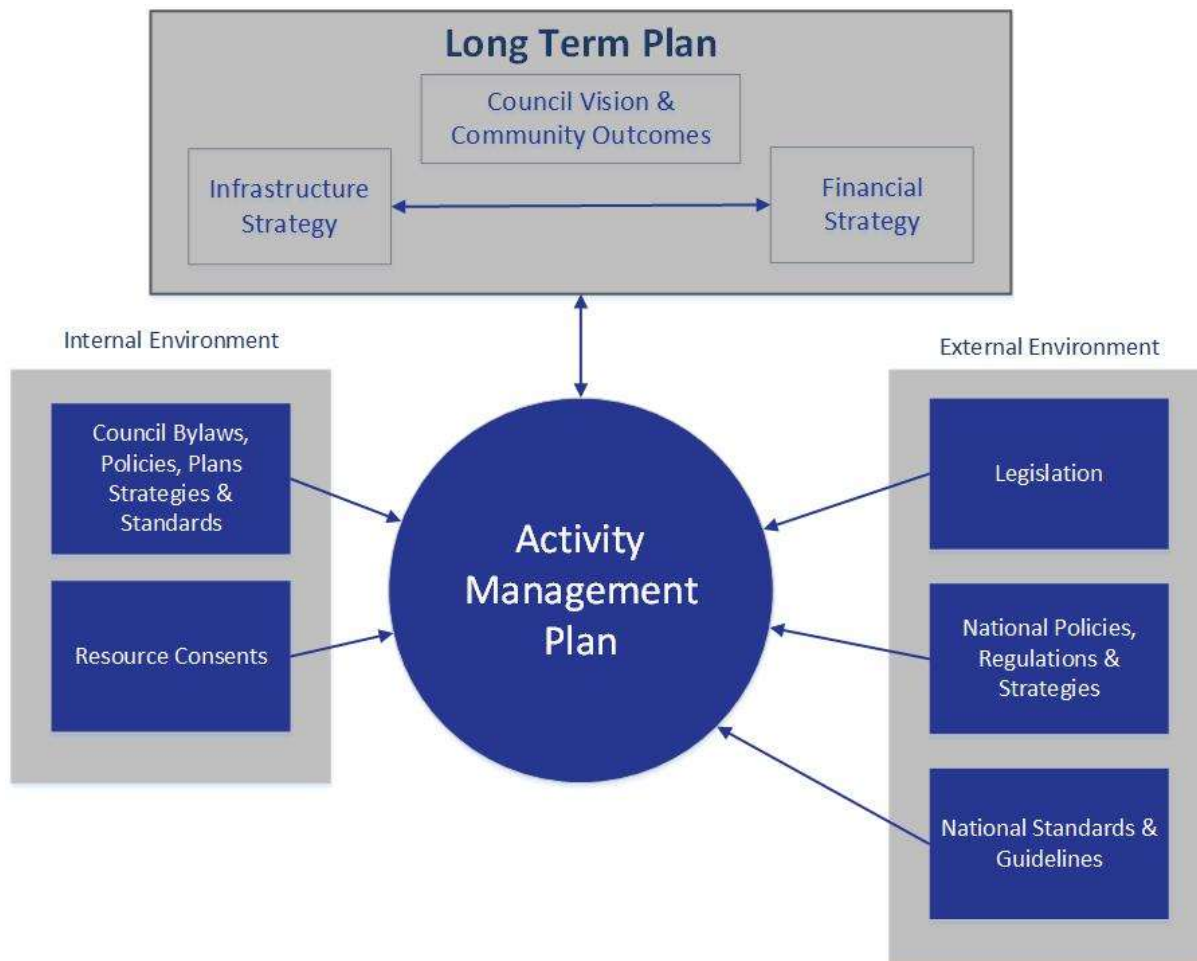 Long Term Plan
Council Vision &
Community Outcomes
Infrastructure
Strategy
Financial
Strategy
Internal Environment
External Environment
Council Bylaws,
Policies, Plans
Strategies &
Standards
Resource Consents
Activity
Management
Plan
Legislation
National Policies,
Regulations &
Strategies
National Standards &
Guidelines